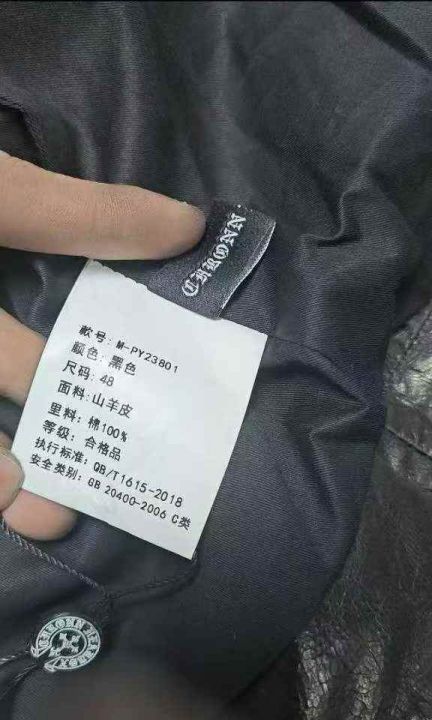 款号: M-PY23801
颜色: 黑色
尺码: 48
面料: 山羊皮
里料: 棉100%
等级: 合格品
执行标准: QB/T1615-2018
安全类别: GB 20400-2006 C类